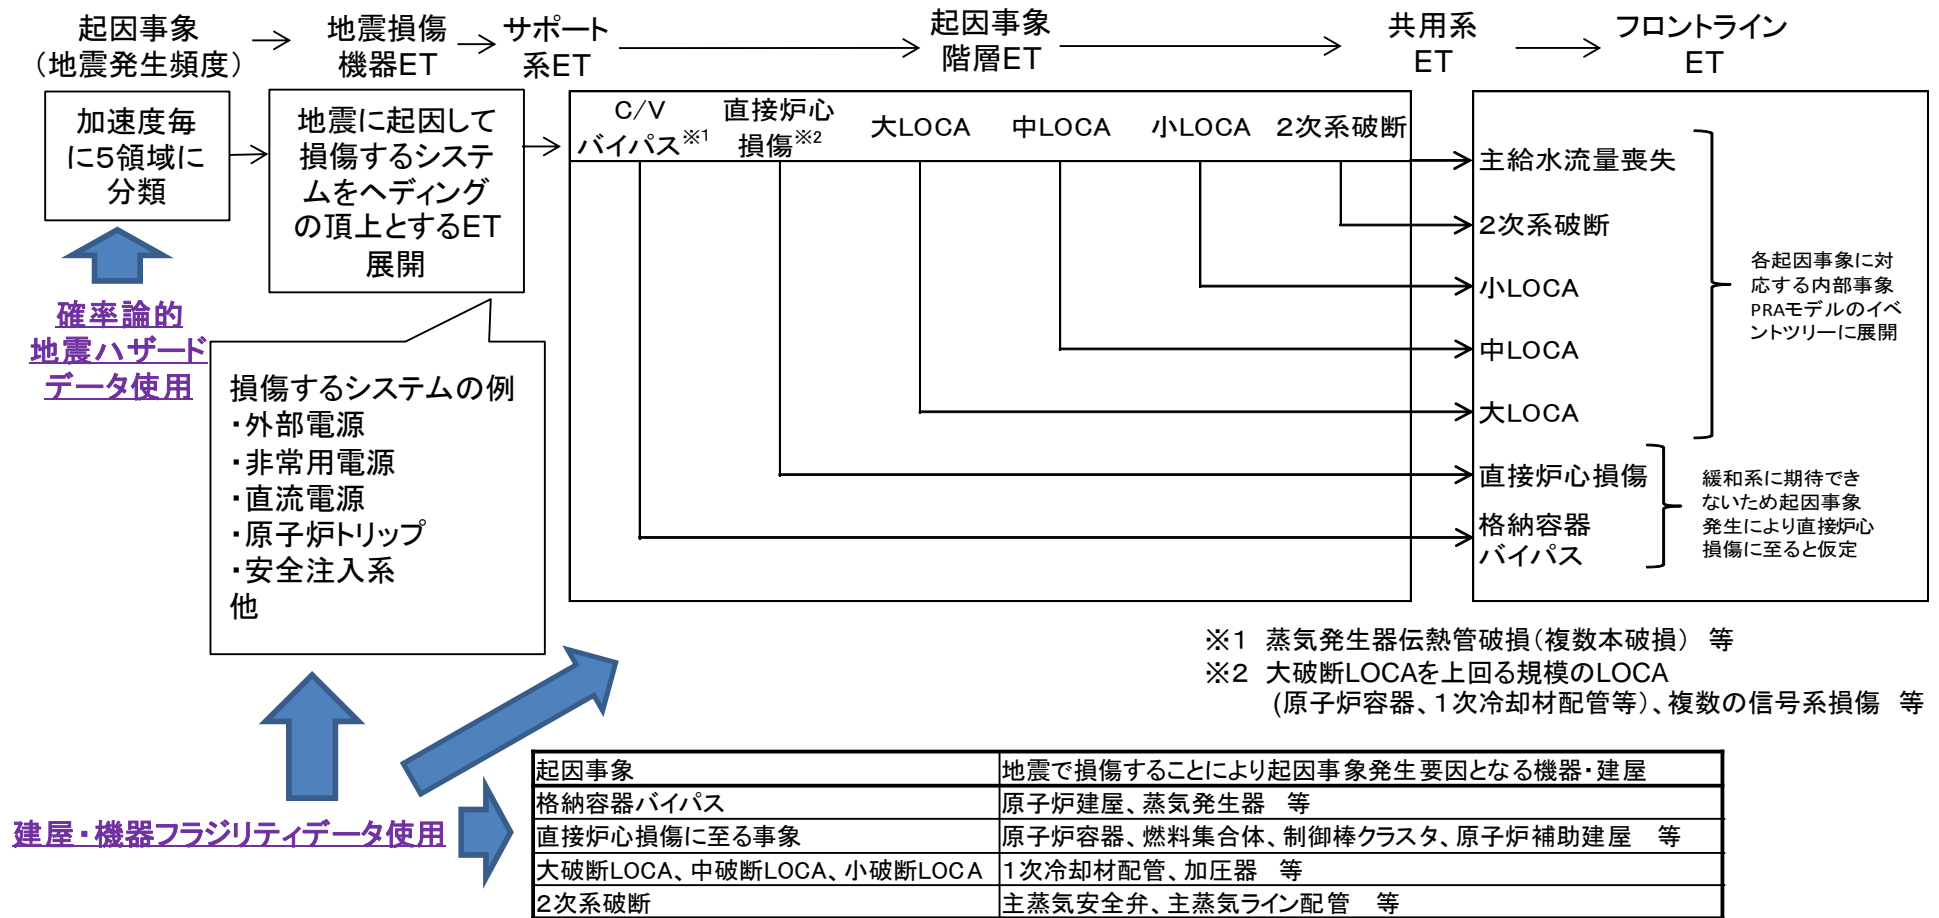 起因事象
（地震発生頻度）
地震損傷
機器ET
サポート
系ET
起因事象
階層ET
共用系
ET
フロントライン
ET
加速度毎
に5領域に
分類
地震に起因して
損傷するシステ
ムをヘディング
の頂上とするET
展開
C/V
バイパス※1
直接炉心
損傷※2
大LOCA
中LOCA
小LOCA
2次系破断
主給水流量喪失
2次系破断
小LOCA
中LOCA
大LOCA
直接炉心損傷
格納容器
バイパス
各起因事象に対
応する内部事象
PRAモデルのイベ
ントツリーに展開
緩和系に期待でき
ないため起因事象
発生により直接炉心
損傷に至ると仮定
確率論的
地震ハザード
データ使用
損傷するシステムの例
・外部電源
・非常用電源
・直流電源
・原子炉トリップ
・安全注入系
他
※1 蒸気発生器伝熱管破損（複数本破損） 等
※2 大破断LOCAを上回る規模のLOCA
(原子炉容器、1次冷却材配管等）、複数の信号系損傷 等
建屋・機器フラジリティデータ使用
起因事象 地震で損傷することにより起因事象発生要因となる機器・建屋
格納容器バイパス 原子炉建屋、蒸気発生器 等
直接炉心損傷に至る事象 原子炉容器、燃料集合体、制御棒クラスタ、原子炉補助建屋 等
大破断LOCA、中破断LOCA、小破断LOCA 1次冷却材配管、加圧器 等
2次系破断 主蒸気安全弁、主蒸気ライン配管 等